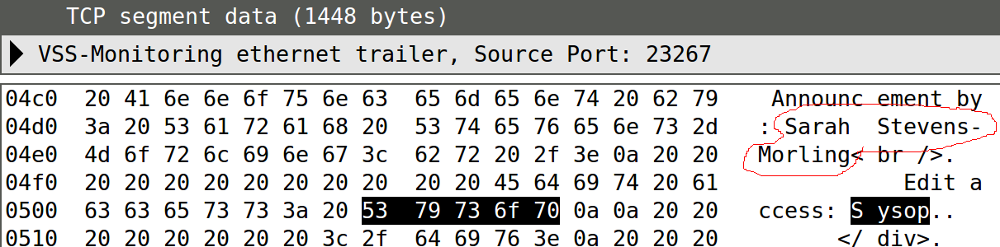 TCP segment data (1448 bytes)
VSS-Monitoring ethernet trailer, Source Port: 23267
04c0 20 41 6e 6e 6f 75 6e 63 65 6d 65 6e 74 20 62 79 Announc ement by
04d0 3a 20 53 61 72 61 68 20 53 74 65 76 65 6e 73 2d : Sarah Stevens-
04e0 4d 6f 72 6c 69 6e 67 3c 62 72 20 2f 3e 0a 20 20 Morling< br />.
04f0 20 20 20 20 20 20 20 20 20 20 45 64 69 74 20 61 Edit a
0500 63 63 65 73 73 3a 20 53 79 73 6f 70 0a 0a 20 20 ccess: S ysop..
0510 20 20 20 20 20 20 3c 2f 64 69 76 3e 0a 20 20 20 </ div>.